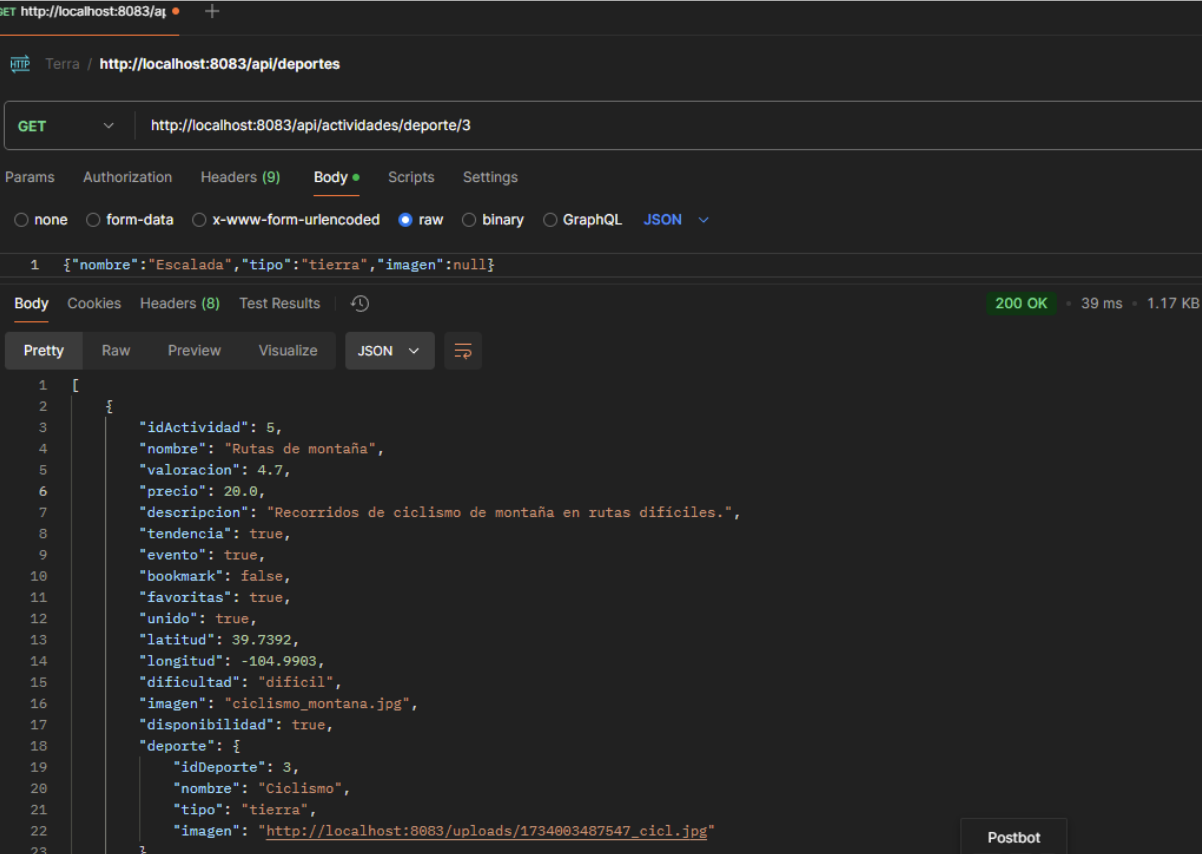 GET http://localhost:8083/ap
HTTP Terra / http://localhost:8083/api/deportes
GET http://localhost:8083/api/actividades/deporte/3
Params Authorization Headers (9) Body Scripts Settings
none form-data x-www-form-urlencoded raw binary GraphQL JSON
1 {"nombre":"Escalada","tipo":"tierra","imagen":null}
Body Cookies Headers (8) Test Results 200 OK 39 ms 1.17 KB
Pretty Raw Preview Visualize JSON
1 [
2 {
3 "idActividad": 5,
4 "nombre": "Rutas de montaña",
5 "valoracion": 4.7,
6 "precio": 20.0,
7 "descripcion": "Recorridos de ciclismo de montaña en rutas difíciles.",
8 "tendencia": true,
9 "evento": true,
10 "bookmark": false,
11 "favoritas": true,
12 "unido": true,
13 "latitud": 39.7392,
14 "longitud": -104.9903,
15 "dificultad": "dificil",
16 "imagen": "ciclismo_montana.jpg",
17 "disponibilidad": true,
18 "deporte": {
19 "idDeporte": 3,
20 "nombre": "Ciclismo",
21 "tipo": "tierra",
22 "imagen": "http://localhost:8083/uploads/1734003487547_cicl.jpg"
23 }
Postbot